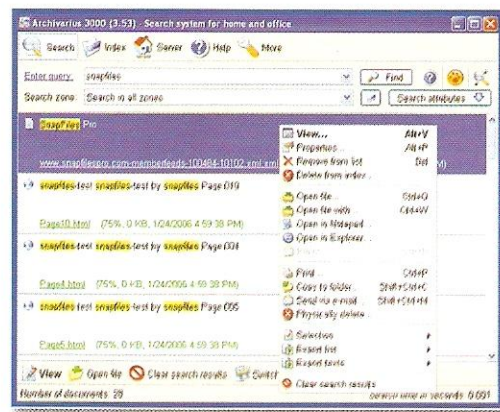 Archivarius 3000 (3.53) - Search system for home and office
Search Index Server Help More
Enter query: snapfiles Find
Search zone: Search in all zones Search attributes
SnapFiles Pro
www.snapfilespro.com-memberfeeds-100484-10102.xml.xml
snapfiles-test snapfiles-test by snapfiles Page 010
Page10.html (75%, 0 KB, 1/24/2006 4:59:38 PM)
snapfiles-test snapfiles-test by snapfiles Page 004
Page4.html (75%, 0 KB, 1/24/2006 4:59:38 PM)
snapfiles-test snapfiles-test by snapfiles Page 005
Page5.html (75%, 0 KB, 1/24/2006 4:59:38 PM)
View... Alt+V
Properties... Alt+P
Remove from list Del
Delete from index...
Open file... Ctrl+O
Open file with... Ctrl+W
Open in Notepad...
Open in Explorer...
Print... Ctrl+P
Copy to folder... Shift+Ctrl+C
Send via e-mail... Shift+Ctrl+M
Physically delete...
Selection
Export list
Export texts
Clear search results
View Open file Clear search results Switch
Number of documents: 28 Search time in seconds: 0.001